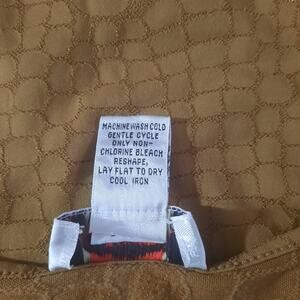 MACHINE WASH COLD
GENTLE CYCLE
ONLY NON-
CHLORINE BLEACH
RESHAPE,
LAY FLAT TO DRY
COOL IRON